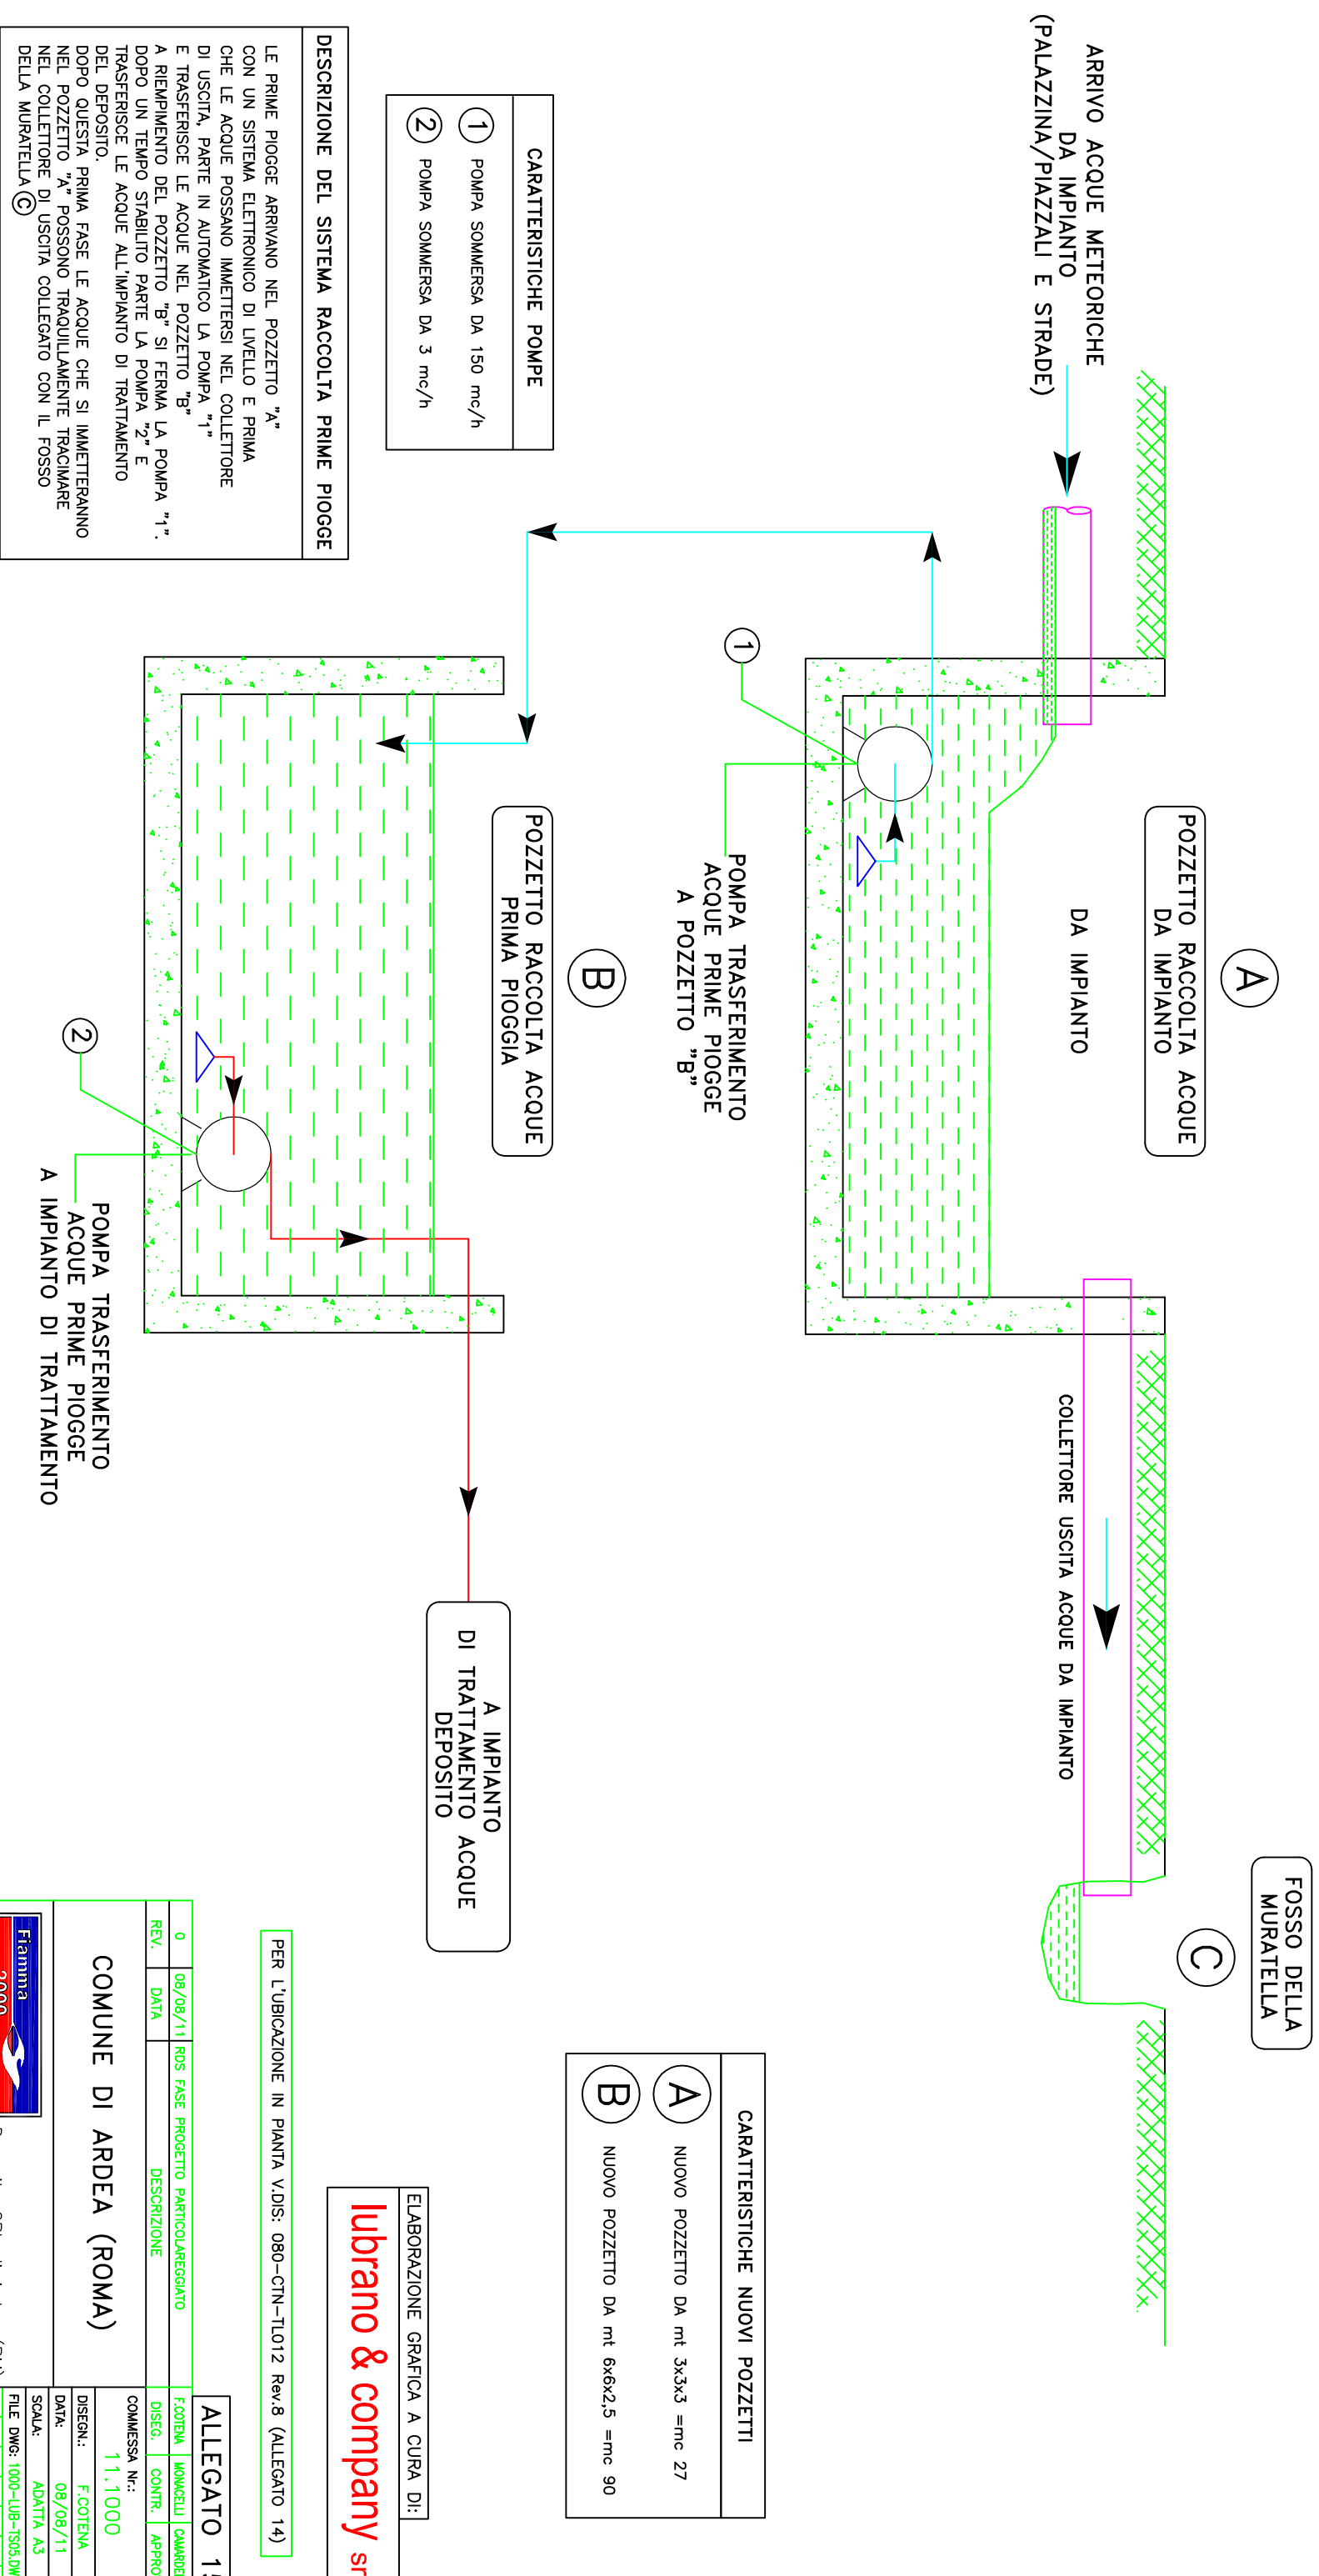 ARRIVO ACQUE METEORICHE
DA IMPIANTO
(PALAZZINA/PIAZZALI E STRADE)
A
POZZETTO RACCOLTA ACQUE
DA IMPIANTO
DA IMPIANTO
COLLETTORE USCITA ACQUE DA IMPIANTO
FOSSO DELLA
MURATELLA
C
1
POMPA TRASFERIMENTO
ACQUE PRIME PIOGGE
A POZZETTO "B"
B
POZZETTO RACCOLTA ACQUE
PRIMA PIOGGIA
2
POMPA TRASFERIMENTO
ACQUE PRIME PIOGGE
A IMPIANTO DI TRATTAMENTO
A IMPIANTO
DI TRATTAMENTO ACQUE
DEPOSITO
CARATTERISTICHE POMPE
1 POMPA SOMMERSA DA 150 mc/h
2 POMPA SOMMERSA DA 3 mc/h
DESCRIZIONE DEL SISTEMA RACCOLTA PRIME PIOGGE
LE PRIME PIOGGE ARRIVANO NEL POZZETTO "A"
CON UN SISTEMA ELETTRONICO DI LIVELLO E PRIMA
CHE LE ACQUE POSSANO IMMETTERSI NEL COLLETTORE
DI USCITA, PARTE IN AUTOMATICO LA POMPA "1"
E TRASFERISCE LE ACQUE NEL POZZETTO "B"
A RIEMPIMENTO DEL POZZETTO "B" SI FERMA LA POMPA "1".
DOPO UN TEMPO STABILITO PARTE LA POMPA "2" E
TRASFERISCE LE ACQUE ALL'IMPIANTO DI TRATTAMENTO
DEL DEPOSITO.
DOPO QUESTA PRIMA FASE LE ACQUE CHE SI IMMETTERANNO
NEL POZZETTO "A" POSSONO TRAQUILLAMENTE TRACIMARE
NEL COLLETTORE DI USCITA COLLEGATO CON IL FOSSO
DELLA MURATELLA C
CARATTERISTICHE NUOVI POZZETTI
A NUOVO POZZETTO DA mt 3x3x3 =mc 27
B NUOVO POZZETTO DA mt 6x6x2,5 =mc 90
ELABORAZIONE GRAFICA A CURA DI:
lubrano & company
PER L'UBICAZIONE IN PIANTA V.DIS: 080-CTN-TL012 Rev.8 (ALLEGATO 14)
ALLEGATO
0 08/08/11 RDS FASE PROGETTO PARTICOLAREGGIATO F.COTENA MONACELLI
REV. DATA DESCRIZIONE DISEG. CONTR.
COMUNE DI ARDEA (ROMA)
COMMESSA Nr.:
11.1000
DISEGN.: F.COTENA
DATA: 08/08/11
SCALA: ADATTA A3
FILE DWG: 1000-LUB-TS05.DW
Fiamma